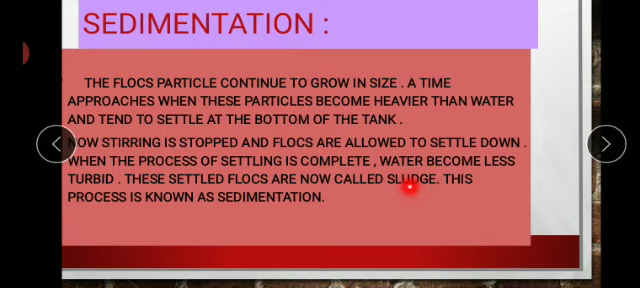 SEDIMENTATION :
THE FLOCS PARTICLE CONTINUE TO GROW IN SIZE . A TIME
APPROACHES WHEN THESE PARTICLES BECOME HEAVIER THAN WATER
AND TEND TO SETTLE AT THE BOTTOM OF THE TANK .
NOW STIRRING IS STOPPED AND FLOCS ARE ALLOWED TO SETTLE DOWN .
WHEN THE PROCESS OF SETTLING IS COMPLETE , WATER BECOME LESS
TURBID . THESE SETTLED FLOCS ARE NOW CALLED SLUDGE. THIS
PROCESS IS KNOWN AS SEDIMENTATION.